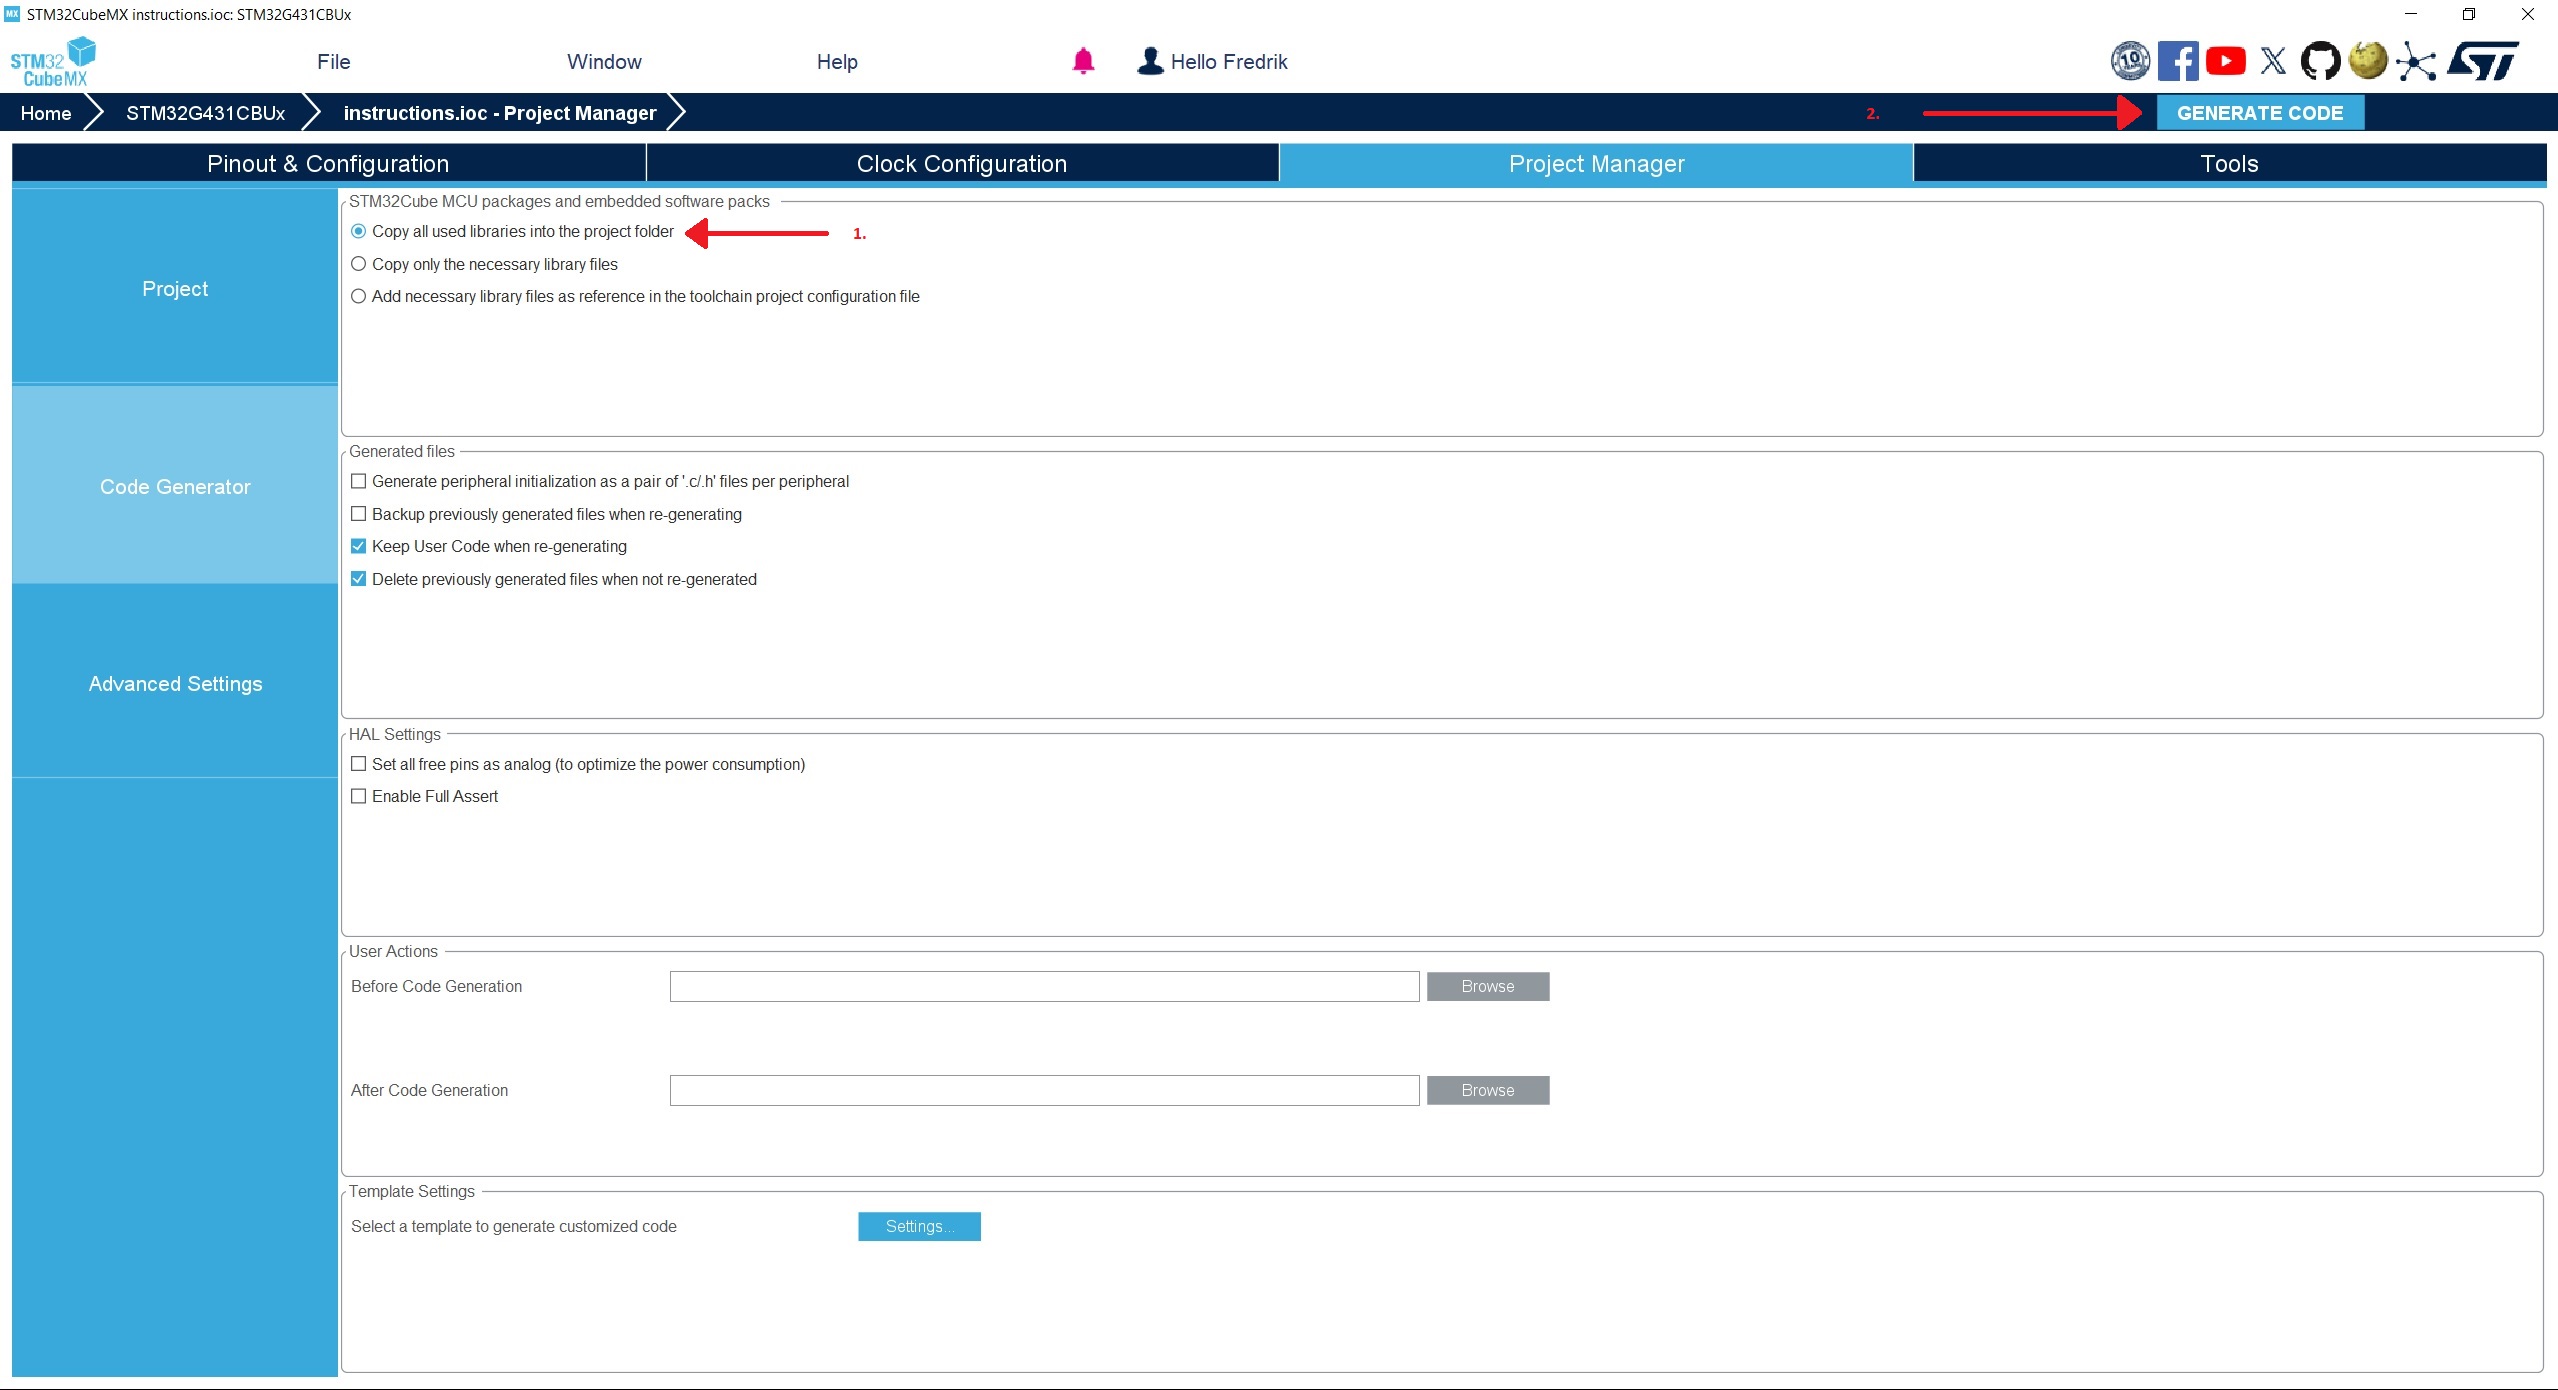 MX STM32CubeMX instructions.ioc: STM32G431CBUx
STM32
CubeMX
File
Window
Help
Hello Fredrik
10
ST
Home
STM32G431CBUx
instructions.ioc - Project Manager
2.
GENERATE CODE
Pinout & Configuration
Clock Configuration
Project Manager
Tools
Project
Code Generator
Advanced Settings
STM32Cube MCU packages and embedded software packs
Copy all used libraries into the project folder
1.
Copy only the necessary library files
Add necessary library files as reference in the toolchain project configuration file
Generated files
Generate peripheral initialization as a pair of '.c/.h' files per peripheral
Backup previously generated files when re-generating
Keep User Code when re-generating
Delete previously generated files when not re-generated
HAL Settings
Set all free pins as analog (to optimize the power consumption)
Enable Full Assert
User Actions
Before Code Generation
Browse
After Code Generation
Browse
Template Settings
Select a template to generate customized code
Settings...